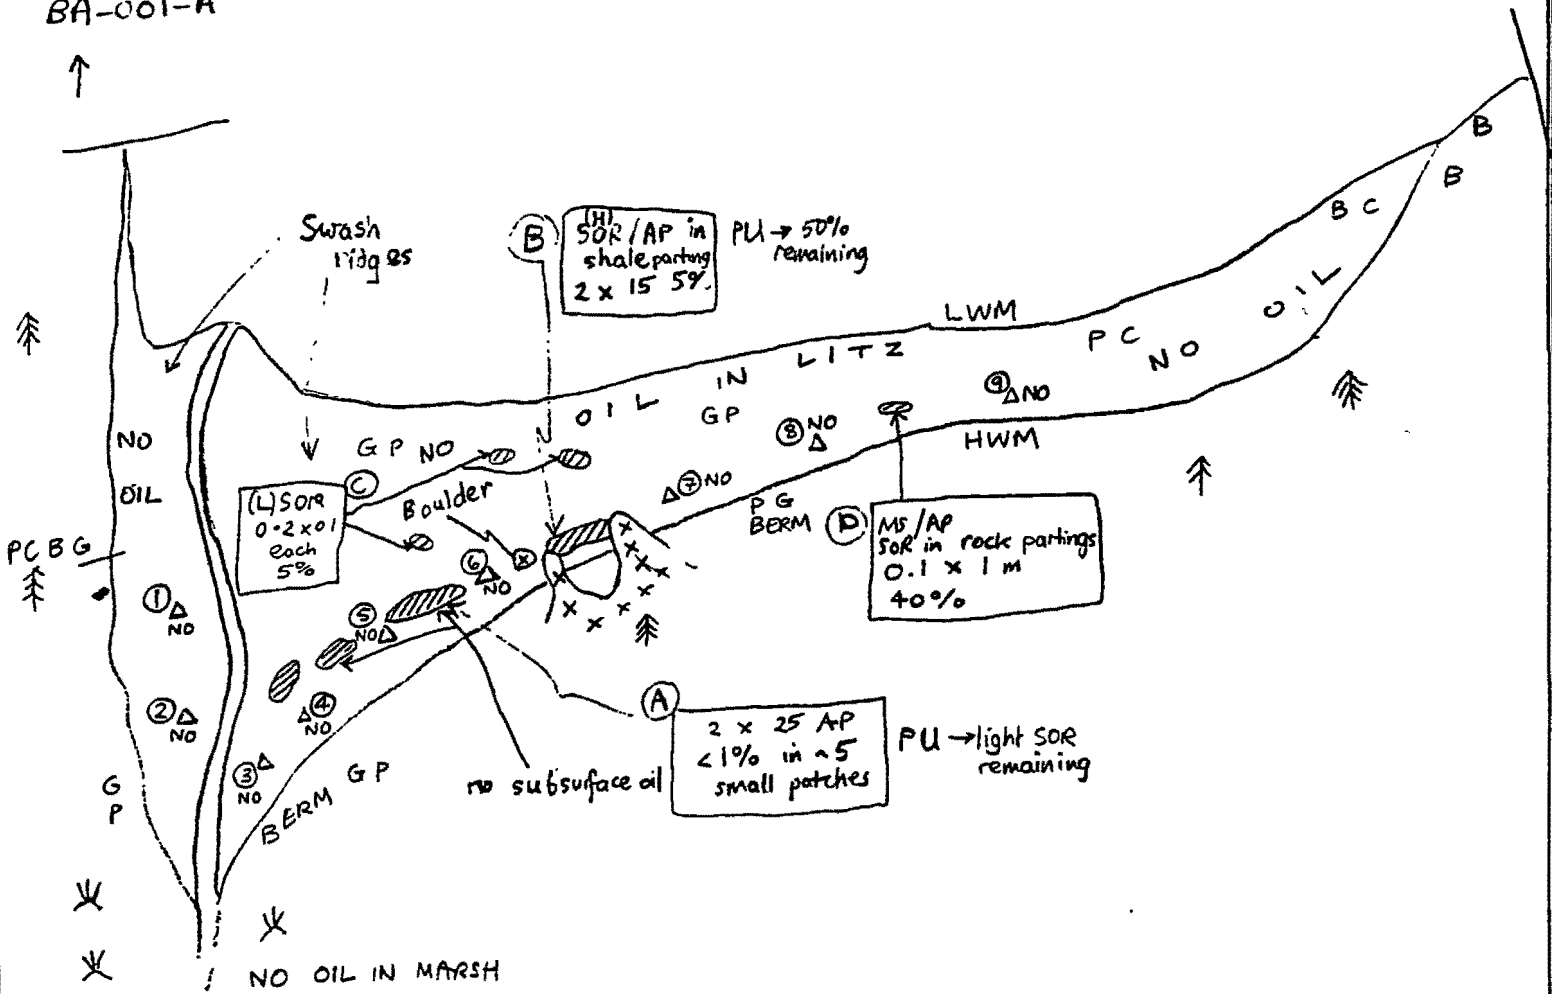 BA-001-A
Swash
ridges
B
(H)
SOR/AP in
shale parting
2 x 15 5%
PU → 50%
remaining
B
B
B C
LWM
OIL
P C
NO
NO OIL IN LITZ
GP
9 NO
8 NO
HWM
NO
OIL
G P NO
C
(L) SOR
0.2 x 0.1
each
5%
Boulder
7 NO
P G
BERM
D
MS/AP
SOR in rock partings
0.1 x 1 m
40%
PCBG
6
NO
1
NO
5
NO
2
NO
4
NO
A
2 x 25 AP
<1% in ~5
small patches
PU → light SOR
remaining
no subsurface oil
3
NO
G P
BERM
G
P
NO OIL IN MARSH